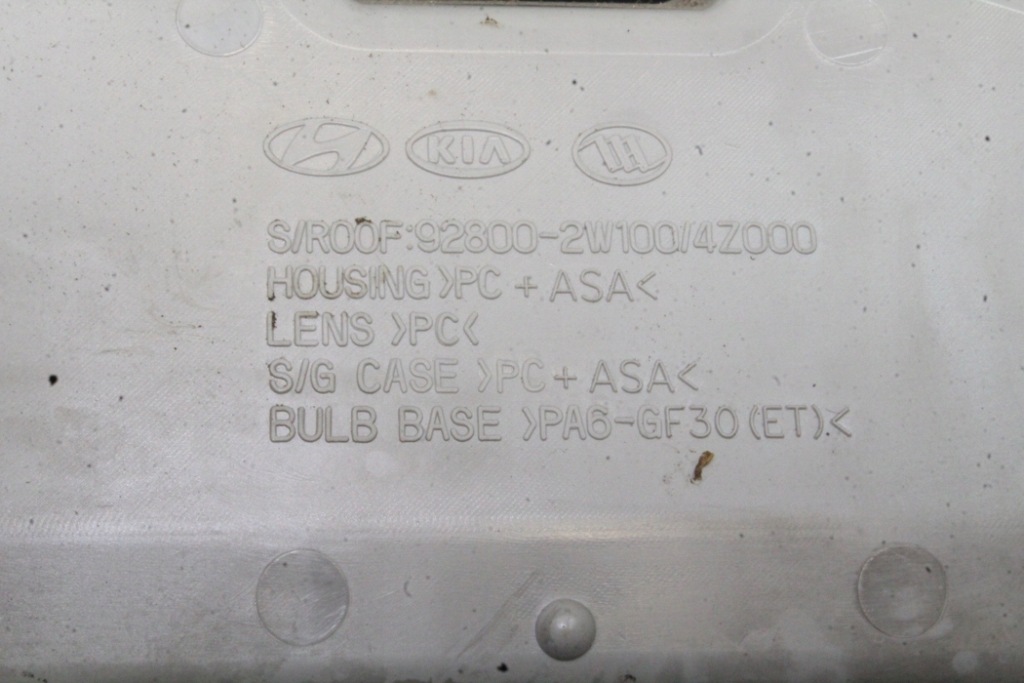 KIA
S/ROOF:92800-2W100/4Z000
HOUSING >PC + ASA<
LENS >PC<
S/G CASE >PC + ASA<
BULB BASE >PA6-GF30 (ET)<